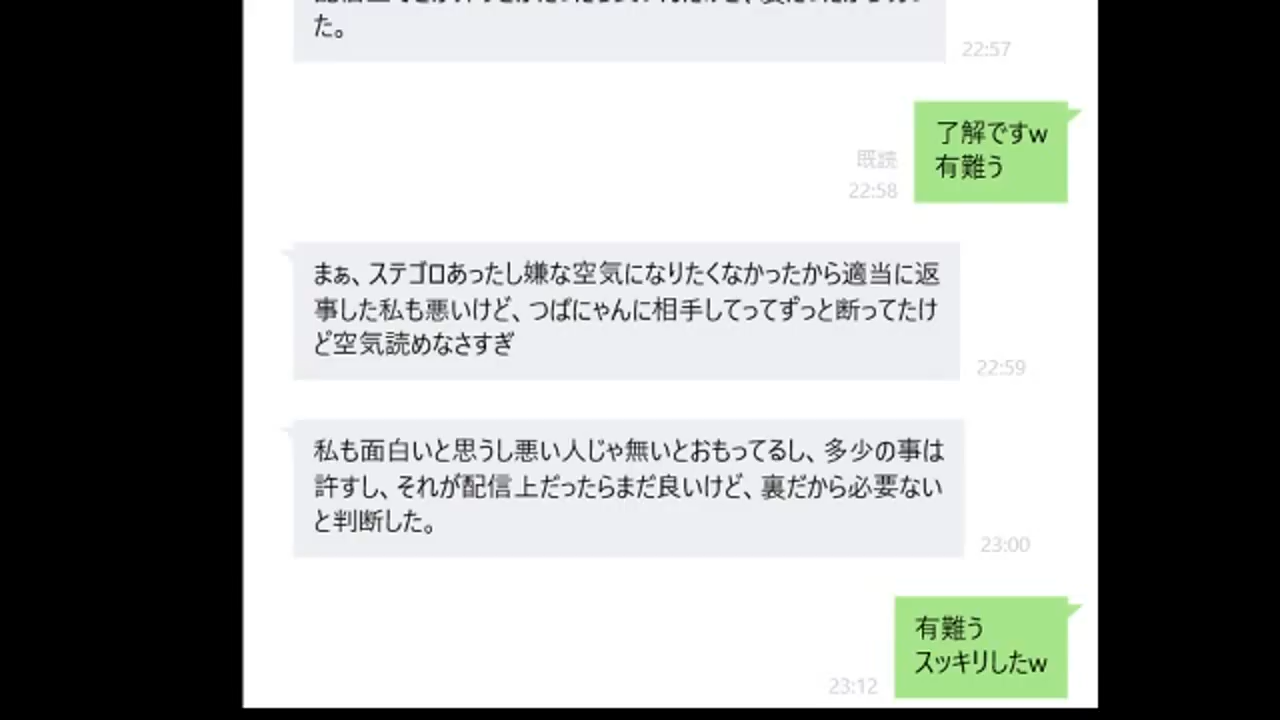 た。
22:57
了解ですw
有難う
既読
22:58
まぁ、ステゴロあったし嫌な空気になりたくなかったから適当に返
事した私も悪いけど、つばにゃんに相手してってずっと断ってたけ
ど空気読めなさすぎ
22:59
私も面白いと思うし悪い人じゃ無いとおもってるし、多少の事は
許すし、それが配信上だったらまだ良いけど、裏だから必要ない
と判断した。
23:00
有難う
スッキリしたw
23:12